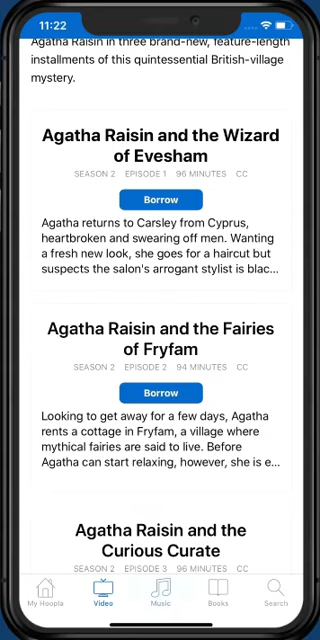 11:22
Agatha Raisin in three brand-new, feature-length
installments of this quintessential British-village
mystery.
Agatha Raisin and the Wizard
of Evesham
SEASON 2 EPISODE 1 96 MINUTES CC
Borrow
Agatha returns to Carsley from Cyprus,
heartbroken and swearing off men. Wanting
a fresh new look, she goes for a haircut but
suspects the salon's arrogant stylist is blac...
Agatha Raisin and the Fairies
of Fryfam
SEASON 2 EPISODE 2 94 MINUTES CC
Borrow
Looking to get away for a few days, Agatha
rents a cottage in Fryfam, a village where
mythical fairies are said to live. Before
Agatha can start relaxing, however, she is e...
Agatha Raisin and the
Curious Curate
SEASON 2 EPISODE 3 96 MINUTES CC
My Hoopla Video Music Books Search